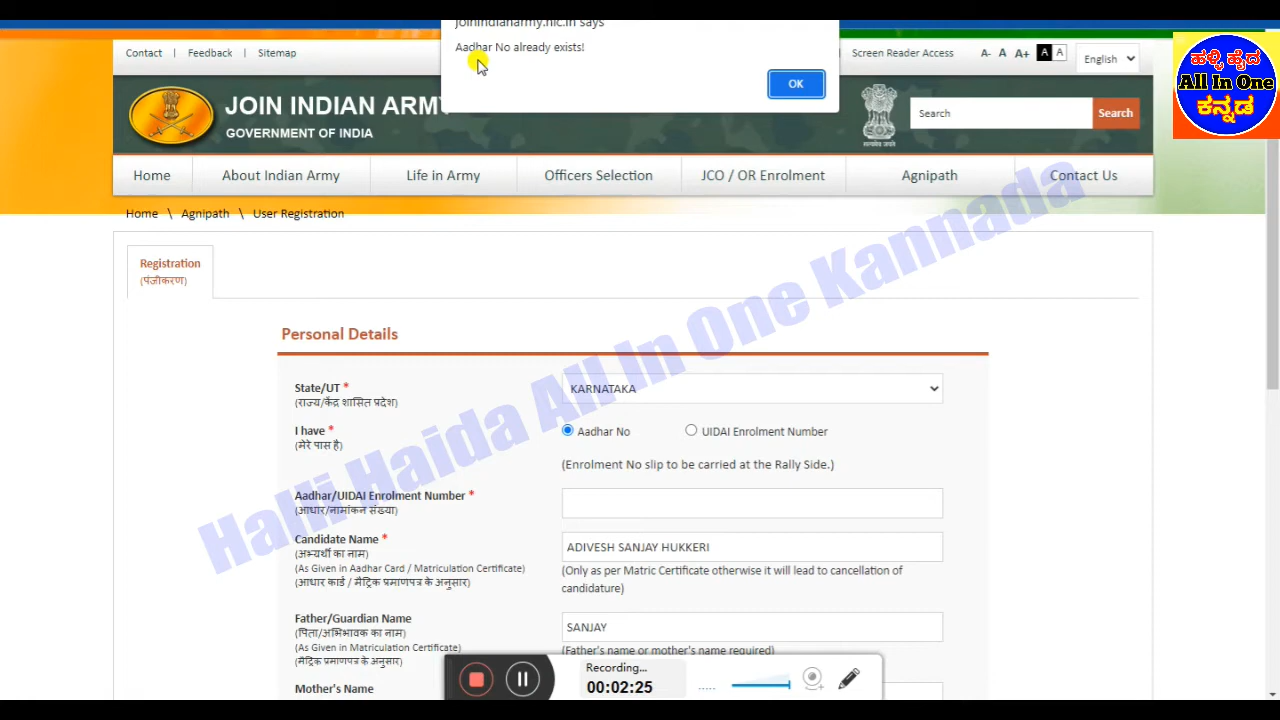 joinindianarmy.nic.in says
Aadhar No already exists!
OK
Contact | Feedback | Sitemap
Screen Reader Access A- A A+ A A English
JOIN INDIAN ARMY
GOVERNMENT OF INDIA
सत्यमेव जयते
Search Search
ಹಳ್ಳಿ ಹೈದ
All In One
ಕನ್ನಡ
Home About Indian Army Life in Army Officers Selection JCO / OR Enrolment Agnipath Contact Us
Home \ Agnipath \ User Registration
Registration
(पंजीकरण)
Halli Haida All In One Kannada
Personal Details
State/UT * KARNATAKA
(राज्य/केंद्र शासित प्रदेश)
I have * Aadhar No UIDAI Enrolment Number
(मेरे पास है)
(Enrolment No slip to be carried at the Rally Side.)
Aadhar/UIDAI Enrolment Number *
(आधार/नामांकन संख्या)
Candidate Name * ADIVESH SANJAY HUKKERI
(अभ्यर्थी का नाम)
(As Given in Aadhar Card / Matriculation Certificate)
(आधार कार्ड / मैट्रिक प्रमाणपत्र के अनुसार)
(Only as per Matric Certificate otherwise it will lead to cancellation of
candidature)
Father/Guardian Name SANJAY
(पिता/अभिभावक का नाम)
(As Given in Matriculation Certificate)
(मैट्रिक प्रमाणपत्र के अनुसार)
(Father's name or mother's name required)
Mother's Name
Recording...
00:02:25